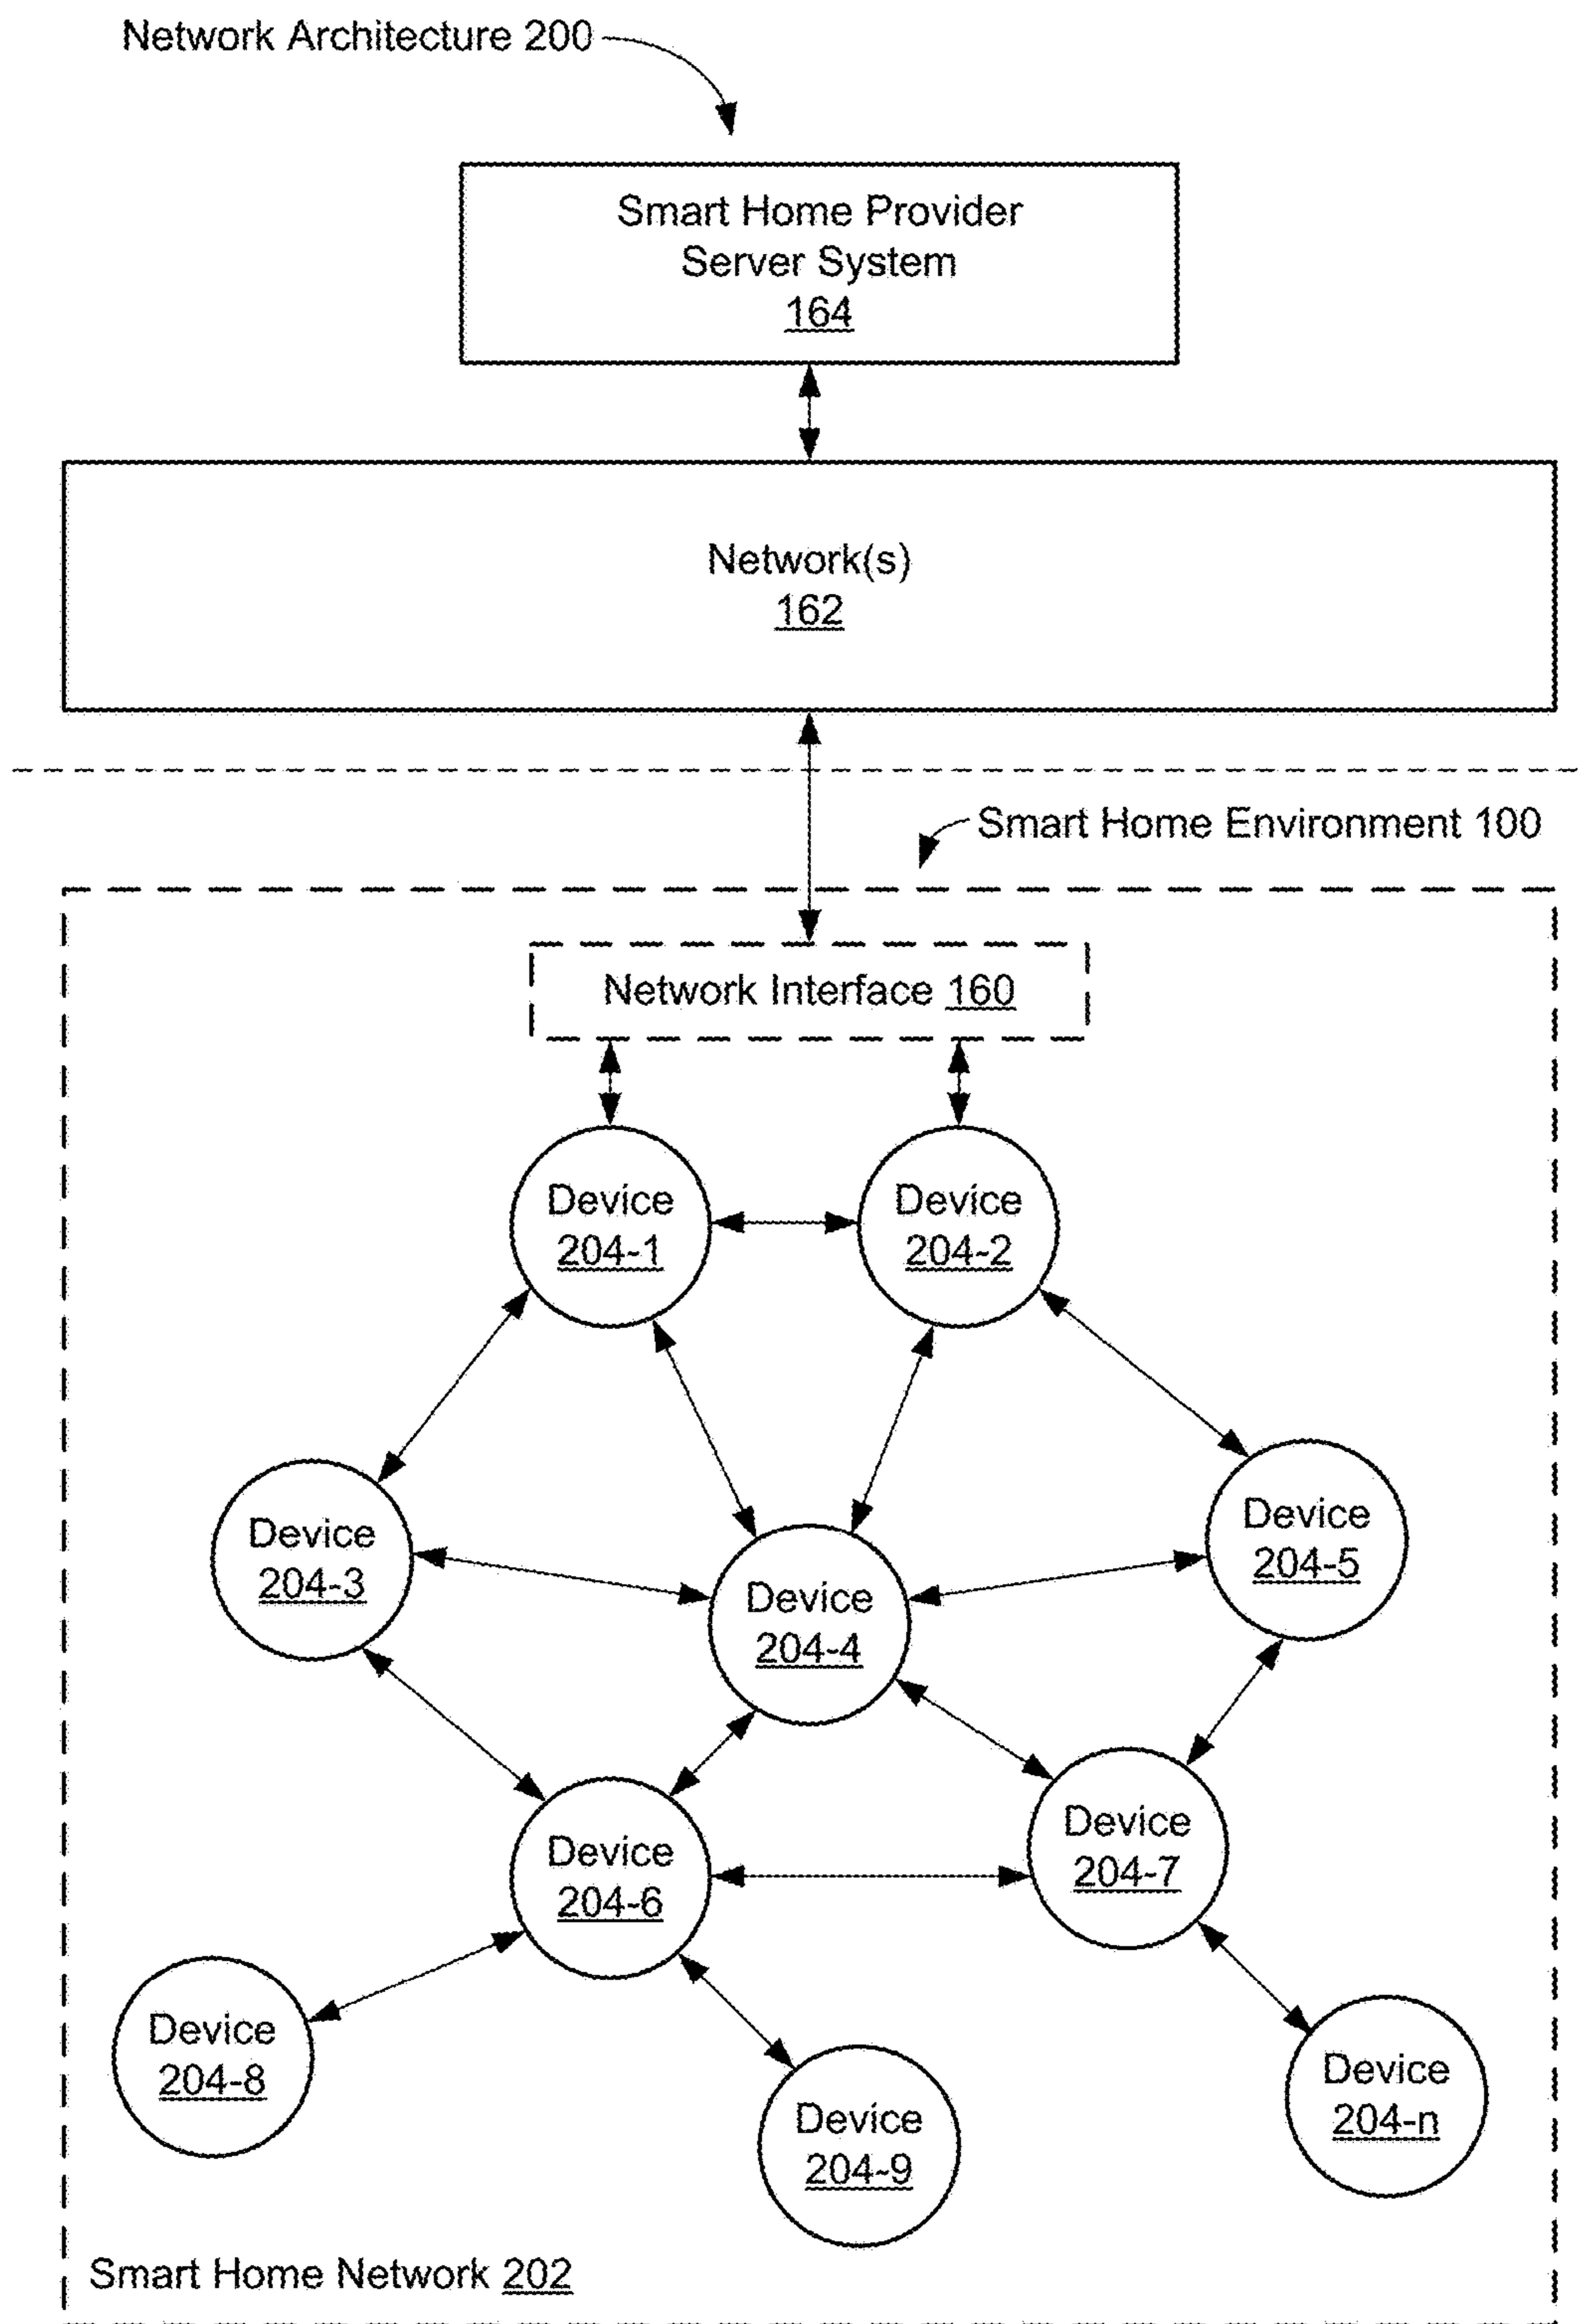 Network Architecture 200
Smart Home Provider
Server System
164
Network(s)
162
Smart Home Environment 100
Network Interface 160
Device
204-1
Device
204-2
Device
204-3
Device
204-4
Device
204-5
Device
204-6
Device
204-7
Device
204-8
Device
204-9
Device
204-n
Smart Home Network 202